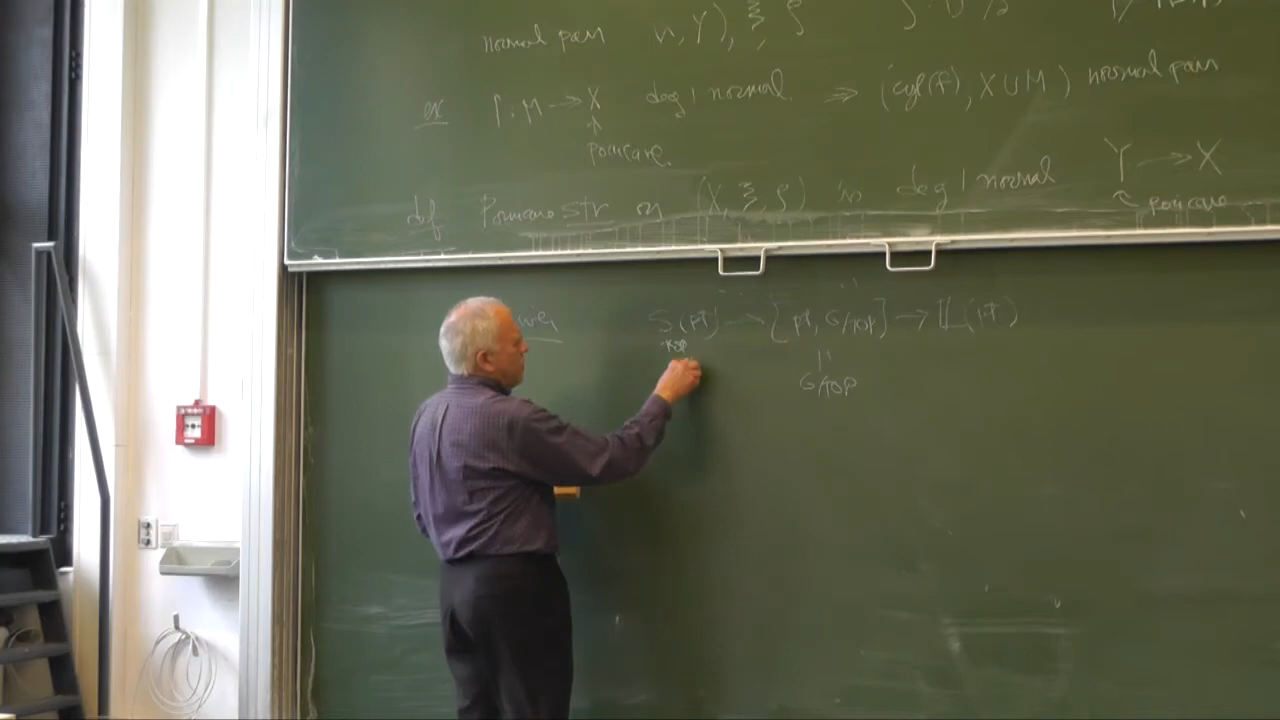 normal pair n, Y), ξ, ρ
ex f : M → X deg 1 normal. ⇒ (cyl(f), X ∪ M) normal pair
↑
poincare.
def Poincare str on (X, ξ, ρ) is deg 1 normal Y → X
↑ poincare
S (pt) → [pt, G/TOP] → 𝕃(pt)
TOP
G/TOP